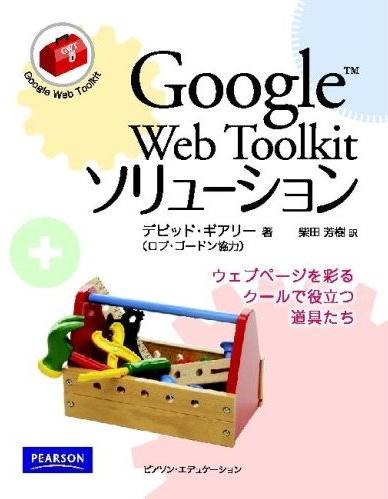 GWT
Google Web Toolkit
Google™
Web Toolkit
ソリューション
デビッド・ギアリー 著 柴田 芳樹 訳
(ロブ・ゴードン協力)
ウェブページを彩る
クールで役立つ
道具たち
PEARSON
ピアソン・エデュケーション